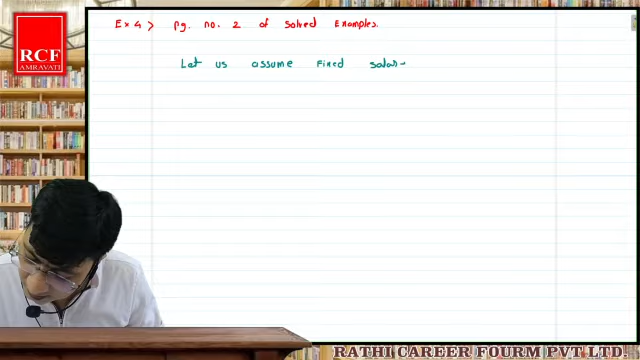 RCF
AMRAVATI
Ex 4> Pg. no. 2 of solved Examples.
Let us assume Fixed salar
RATHI CAREER FOURM PVT LTD.